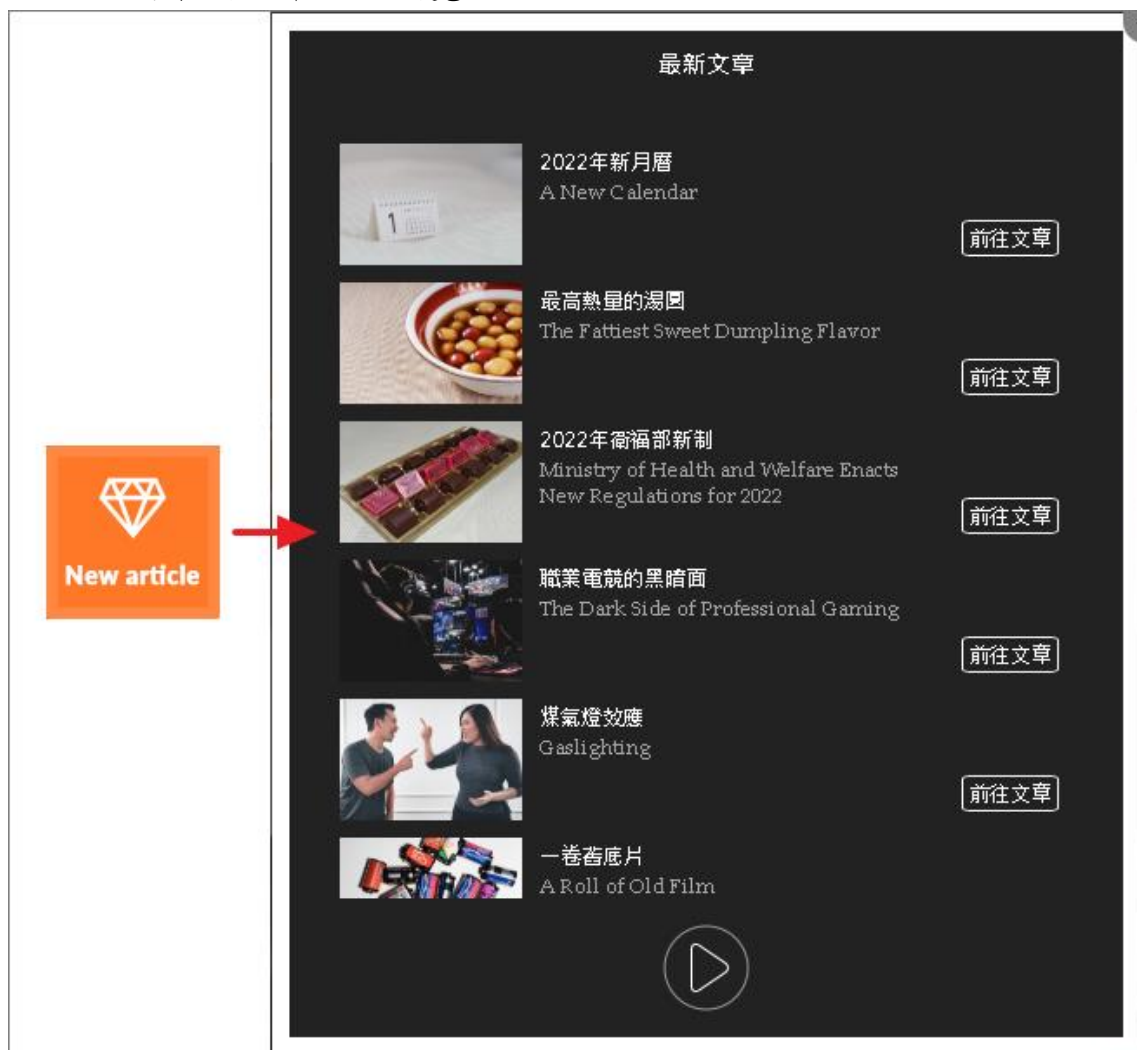 最新文章
2022年新月曆
A New Calendar
前往文章
最高熱量的湯圓
The Fattiest Sweet Dumpling Flavor
前往文章
2022年衛福部新制
Ministry of Health and Welfare Enacts
New Regulations for 2022
前往文章
New article
職業電競的黑暗面
The Dark Side of Professional Gaming
前往文章
煤氣燈效應
Gaslighting
前往文章
一卷舊底片
A Roll of Old Film